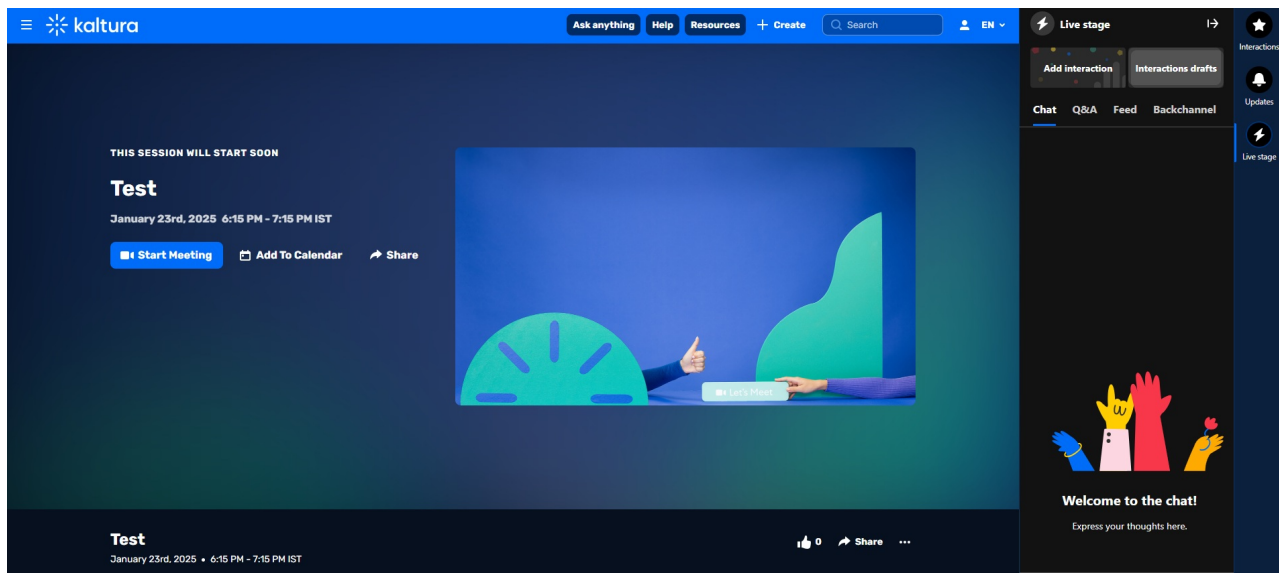 kaltura
Ask anything Help Resources Create Search EN
THIS SESSION WILL START SOON
Test
January 23rd, 2025 6:15 PM - 7:15 PM IST
Start Meeting Add To Calendar Share
Let's Meet
Test
January 23rd, 2025 • 6:15 PM - 7:15 PM IST
0 Share ...
Live stage
Add interaction Interactions drafts
Chat Q&A Feed Backchannel
Welcome to the chat!
Express your thoughts here.
Interactions
Updates
Live stage